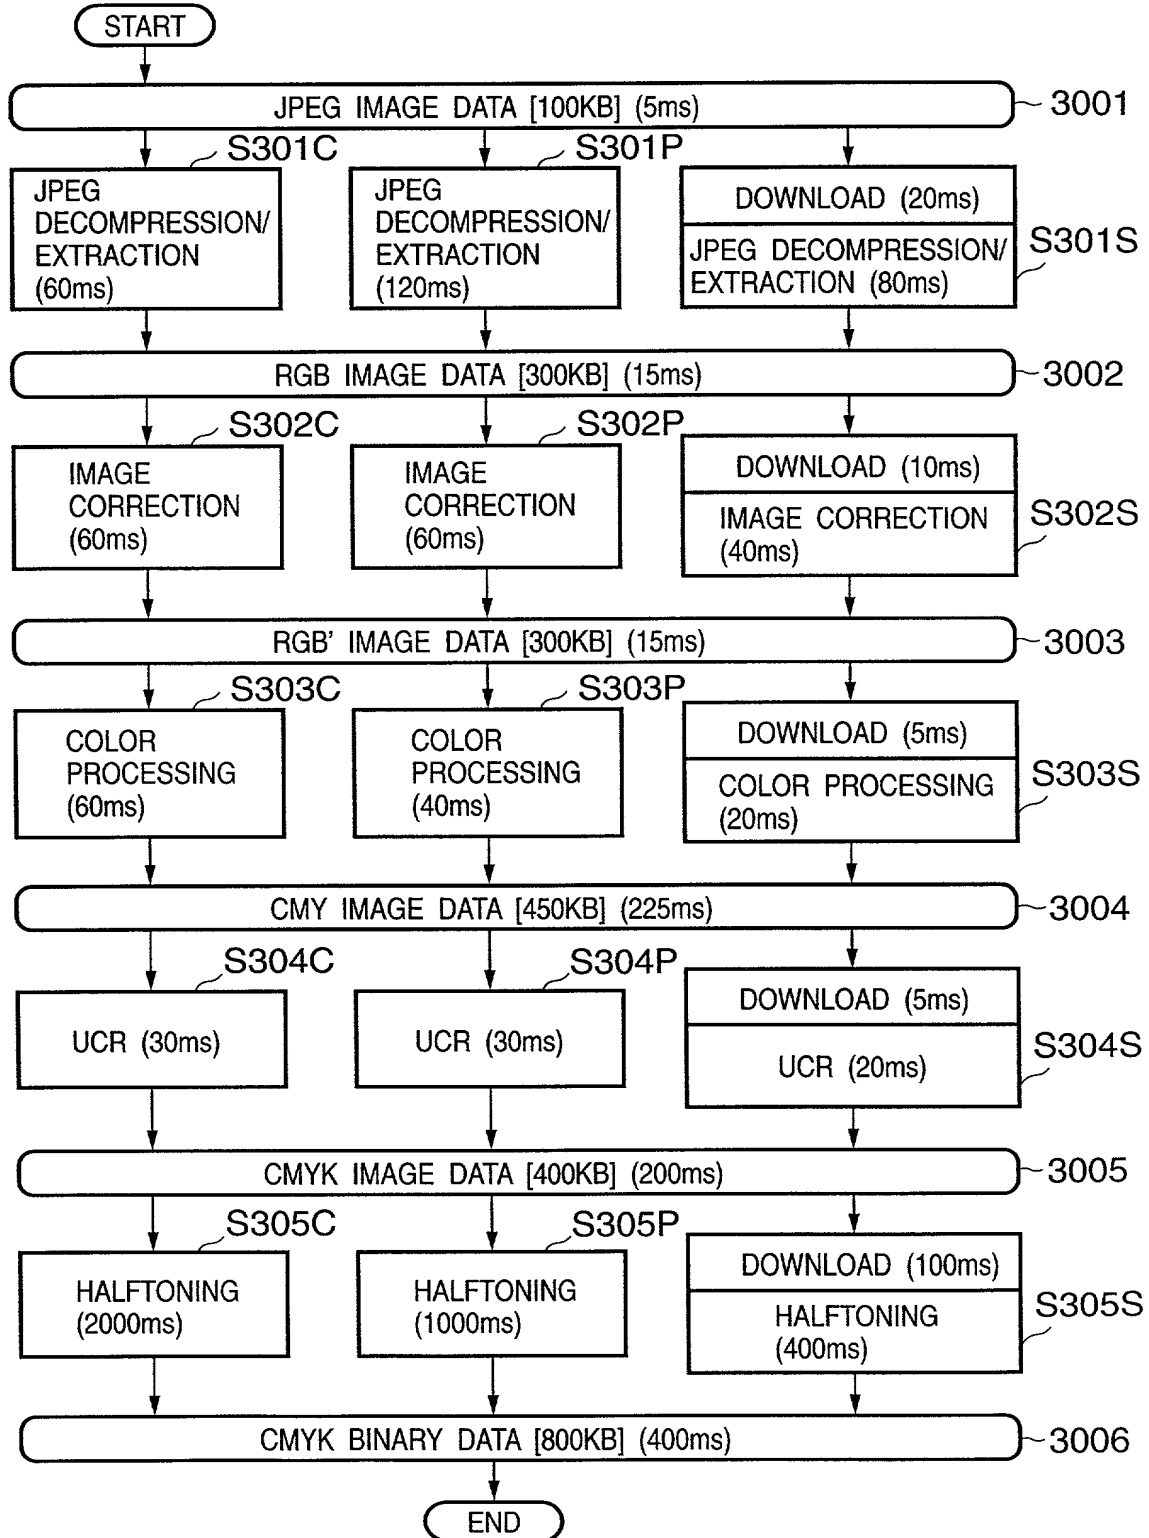 START
JPEG IMAGE DATA [100KB] (5ms)
3001
S301C
JPEG
DECOMPRESSION/
EXTRACTION
(60ms)
S301P
JPEG
DECOMPRESSION/
EXTRACTION
(120ms)
DOWNLOAD (20ms)
JPEG DECOMPRESSION/
EXTRACTION (80ms)
S301S
RGB IMAGE DATA [300KB] (15ms)
3002
S302C
IMAGE
CORRECTION
(60ms)
S302P
IMAGE
CORRECTION
(60ms)
DOWNLOAD (10ms)
IMAGE CORRECTION
(40ms)
S302S
RGB' IMAGE DATA [300KB] (15ms)
3003
S303C
COLOR
PROCESSING
(60ms)
S303P
COLOR
PROCESSING
(40ms)
DOWNLOAD (5ms)
COLOR PROCESSING
(20ms)
S303S
CMY IMAGE DATA [450KB] (225ms)
3004
S304C
UCR (30ms)
S304P
UCR (30ms)
DOWNLOAD (5ms)
UCR (20ms)
S304S
CMYK IMAGE DATA [400KB] (200ms)
3005
S305C
HALFTONING
(2000ms)
S305P
HALFTONING
(1000ms)
DOWNLOAD (100ms)
HALFTONING
(400ms)
S305S
CMYK BINARY DATA [800KB] (400ms)
3006
END